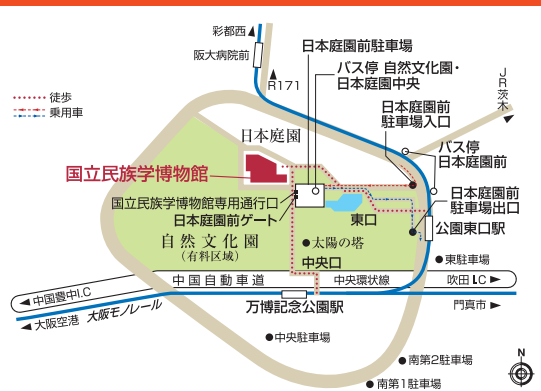 彩都西
阪大病院前
R171
日本庭園前駐車場
バス停 自然文化園・
日本庭園中央
JR茨木
徒歩
乗用車
日本庭園前
駐車場入口
日本庭園
バス停
日本庭園前
国立民族学博物館
国立民族学博物館専用通行口
日本庭園前ゲート
日本庭園前
駐車場出口
東口
公園東口駅
自然文化園
(有料区域)
太陽の塔
中央口
東駐車場
中国自動車道
中央環状線
吹田I.C
中国豊中I.C
大阪空港
大阪モノレール
万博記念公園駅
門真市
中央駐車場
南第2駐車場
南第1駐車場
N